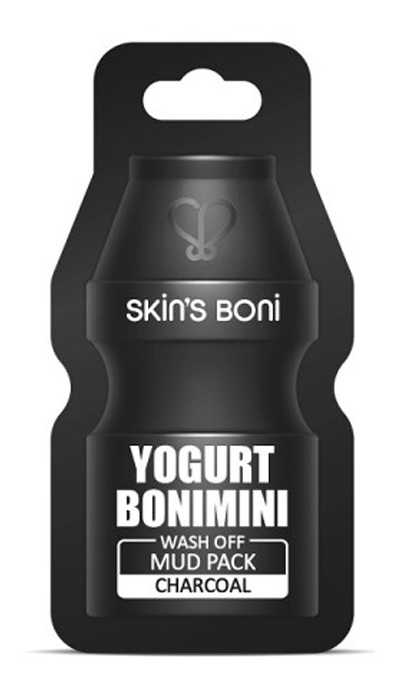 SKIN'S BONI
YOGURT
BONIMINI
WASH OFF
MUD PACK
CHARCOAL